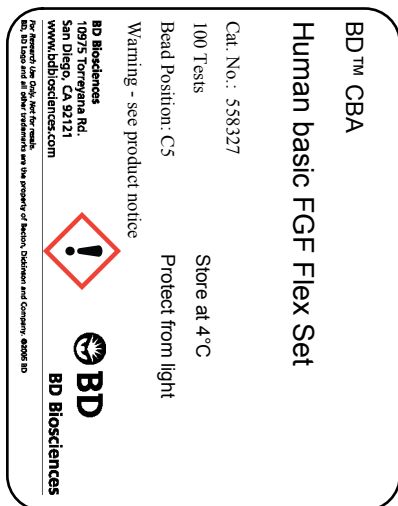 BD™ CBA
Human basic FGF Flex Set
Cat. No.: 558327
100 Tests
Store at 4°C
Bead Position: C5
Protect from light
Warning - see product notice
BD Biosciences
10975 Torreyana Rd.
San Diego, CA 92121
www.bdbiosciences.com
BD
BD Biosciences
For Research Use Only. Not for resale.
BD, BD Logo and all other trademarks are the property of Becton, Dickinson and Company. ©2005 BD